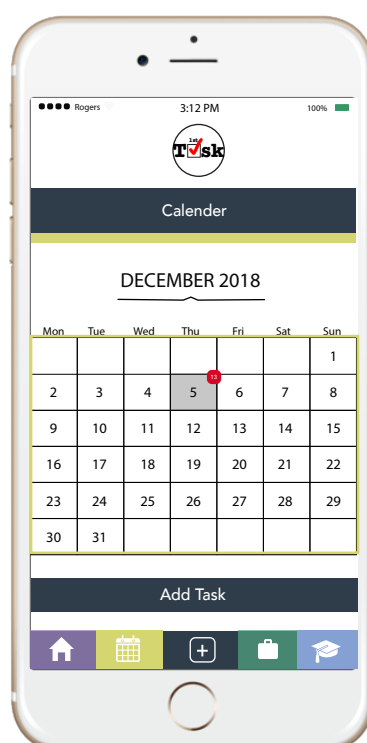 Rogers 3:12 PM 100%
1st
Task
Calender
DECEMBER 2018
Mon Tue Wed Thu Fri Sat Sun
1
13
2 3 4 5 6 7 8
9 10 11 12 13 14 15
16 17 18 19 20 21 22
23 24 25 26 27 28 29
30 31
Add Task